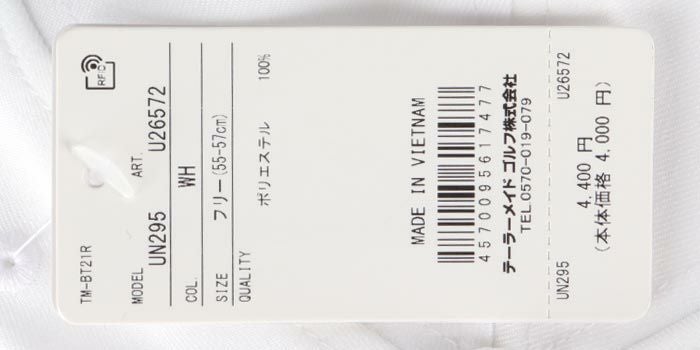 RFID
TM-BT21R
MODEL UN295 ART. U26572
COL. WH
SIZE フリー(55-57cm)
QUALITY
ポリエステル 100%
MADE IN VIETNAM
4570095617477
テーラーメイド ゴルフ株式会社
TEL.0570-019-079
UN295 U26572
4,400 円
(本体価格 4,000 円)